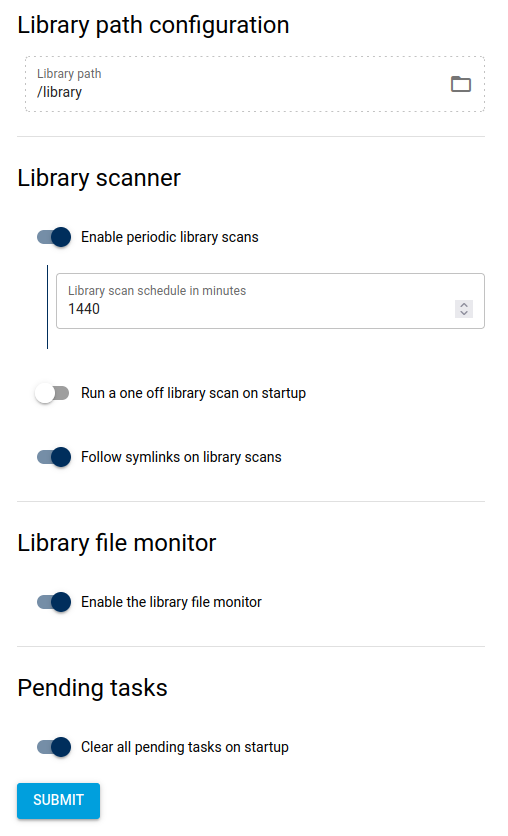 Library path configuration
Library path
/library
Library scanner
Enable periodic library scans
Library scan schedule in minutes
1440
Run a one off library scan on startup
Follow symlinks on library scans
Library file monitor
Enable the library file monitor
Pending tasks
Clear all pending tasks on startup
SUBMIT